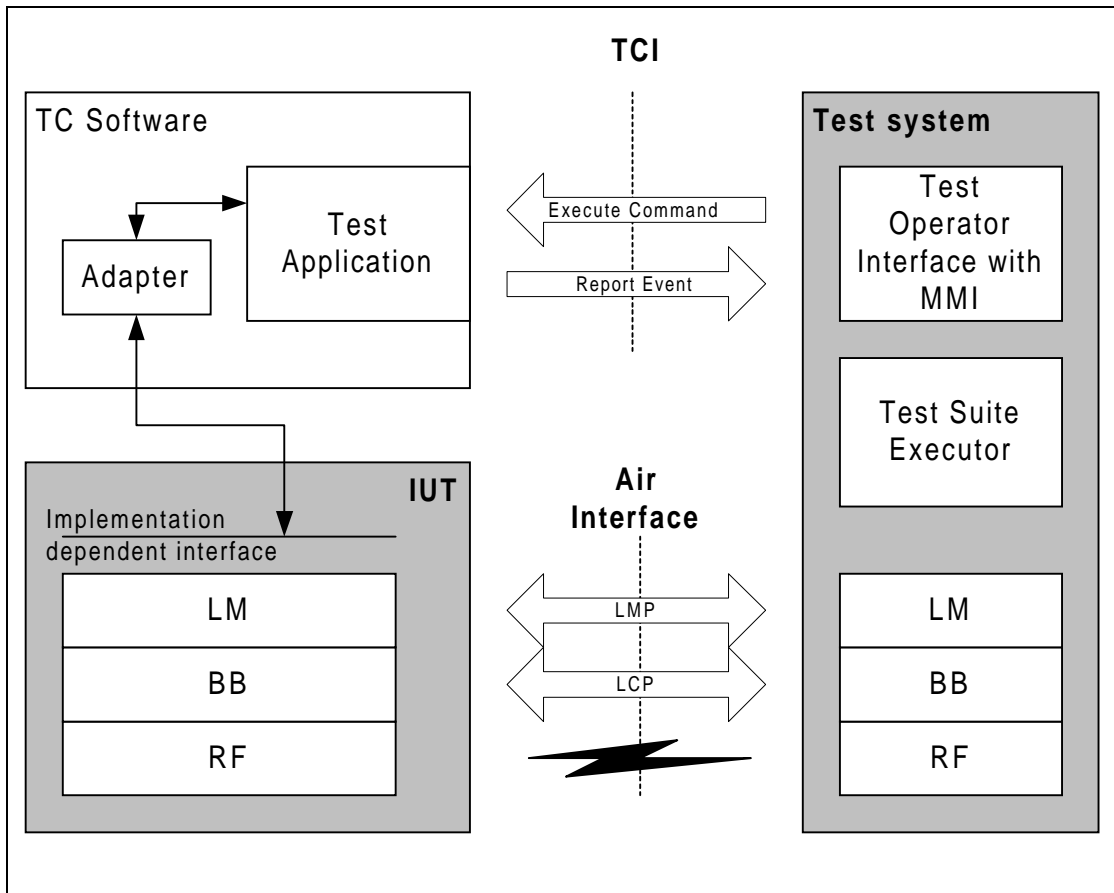 TCI
TC Software
Test
Application
Adapter
Execute Command
Report Event
Test system
Test
Operator
Interface with
MMI
Test Suite
Executor
IUT
Implementation
dependent interface
LM
BB
RF
Air
Interface
LMP
LCP
LM
BB
RF